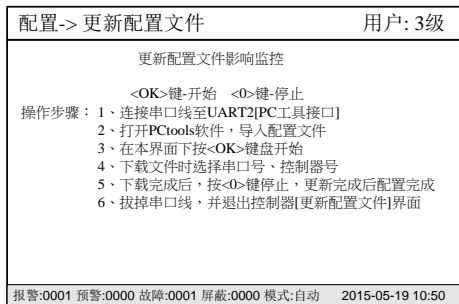 配置-> 更新配置文件 用户: 3级
更新配置文件影响监控
<OK>键-开始 <0>键-停止
操作步骤：1、连接串口线至UART2[PC工具接口]
2、打开PCtools软件，导入配置文件
3、在本界面下按<OK>键盘开始
4、下载文件时选择串口号、控制器号
5、下载完成后，按<0>键停止，更新完成后配置完成
6、拔掉串口线，并退出控制器[更新配置文件]界面
报警:0001 预警:0000 故障:0001 屏蔽:0000 模式:自动 2015-05-19 10:50